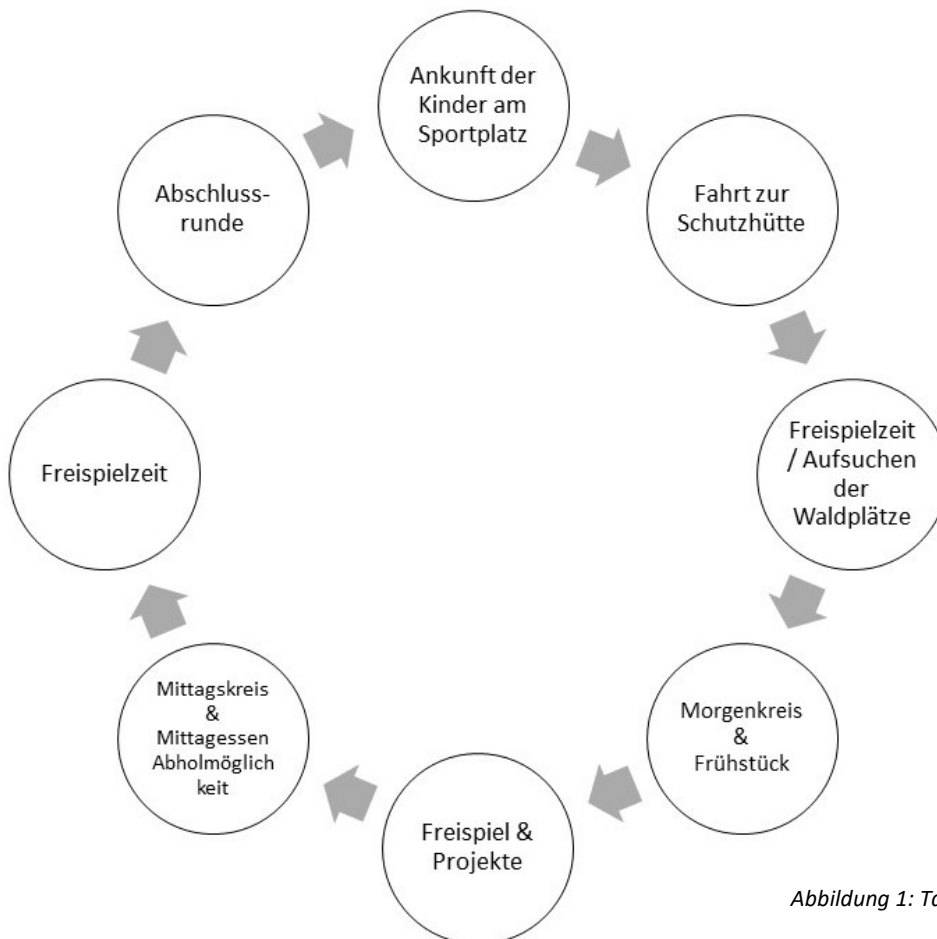 Ankunft der
Kinder am
Sportplatz
Fahrt zur
Schutzhütte
Freispielzeit
/ Aufsuchen
der
Waldplätze
Morgenkreis
&
Frühstück
Freispiel &
Projekte
Mittagskreis
&
Mittagessen
Abholmöglich
keit
Freispielzeit
Abschluss-
runde
Abbildung 1: